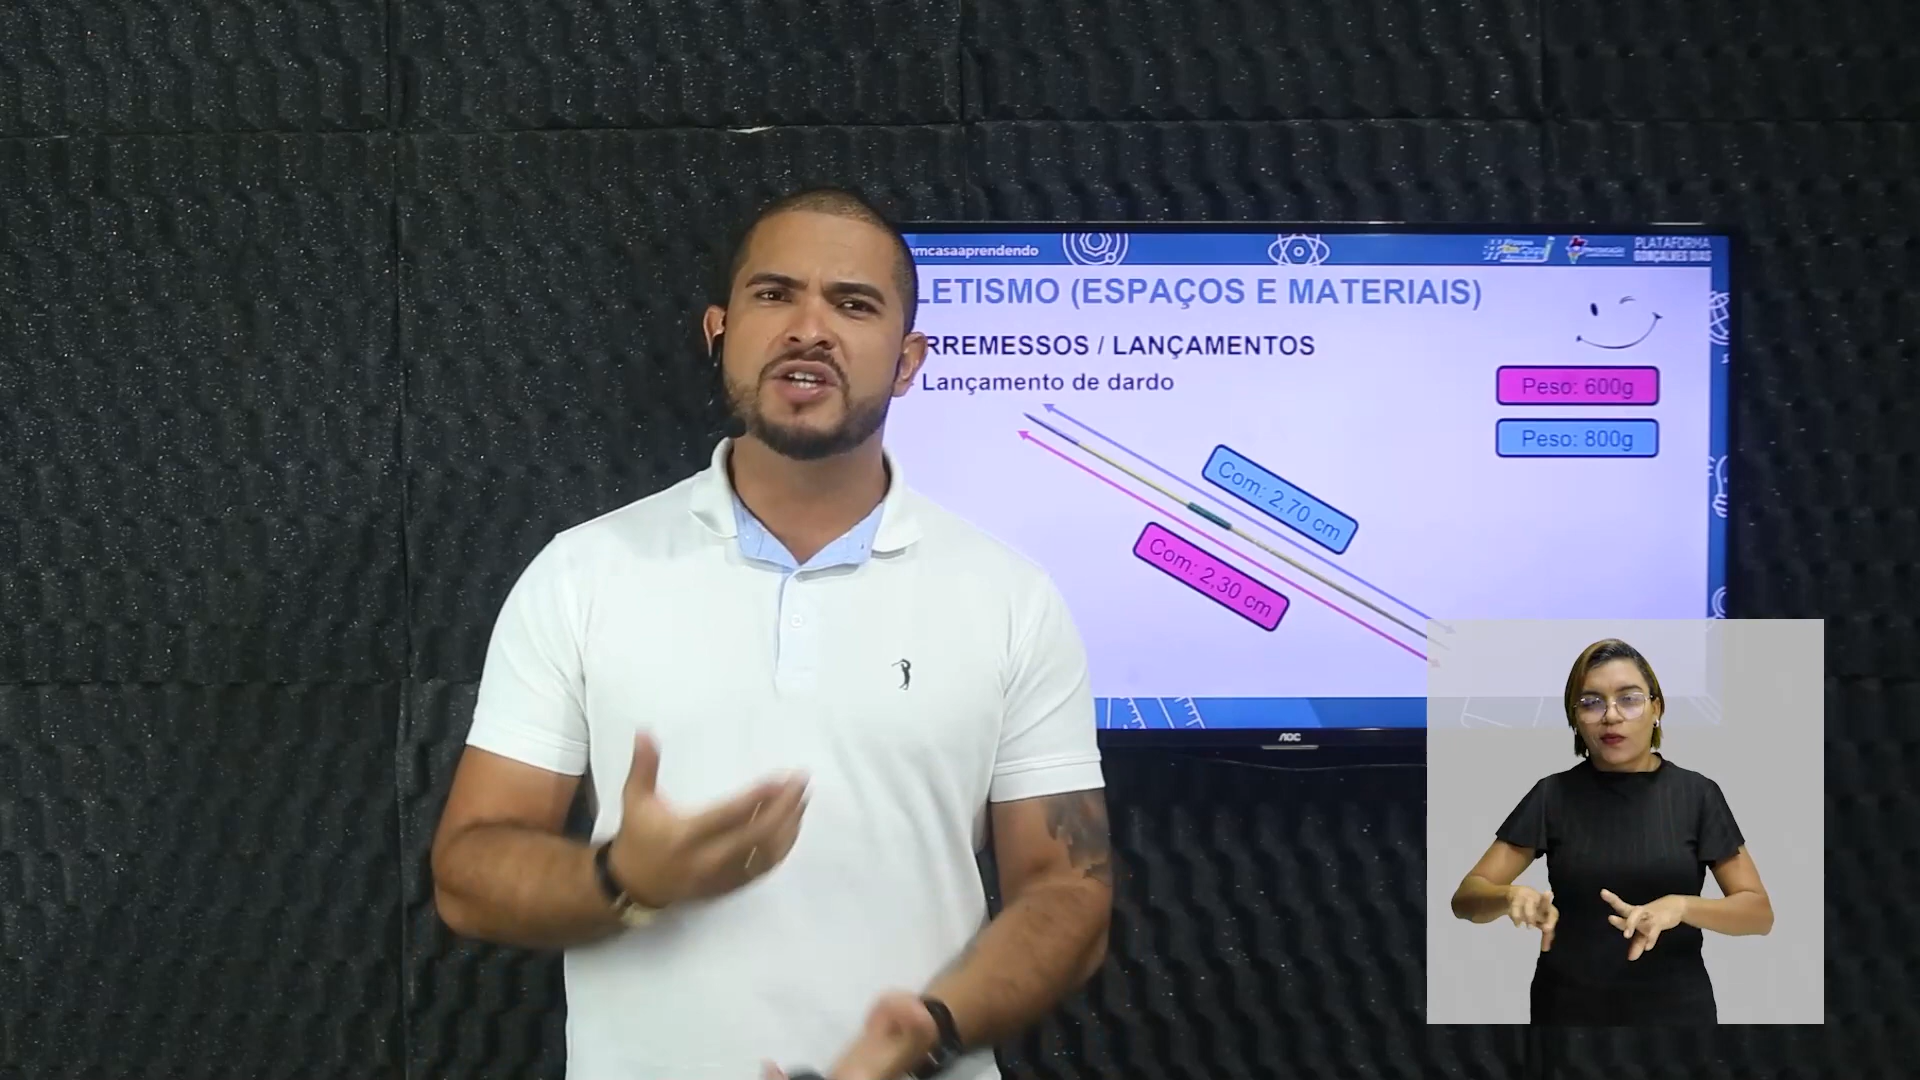 mcasaaprendendo
PLATAFORMA
GONÇALVES DIAS
LETISMO (ESPAÇOS E MATERIAIS)
RREMESSOS / LANÇAMENTOS
Lançamento de dardo
Peso: 600g
Peso: 800g
Com: 2,70 cm
Com: 2,30 cm
AOC